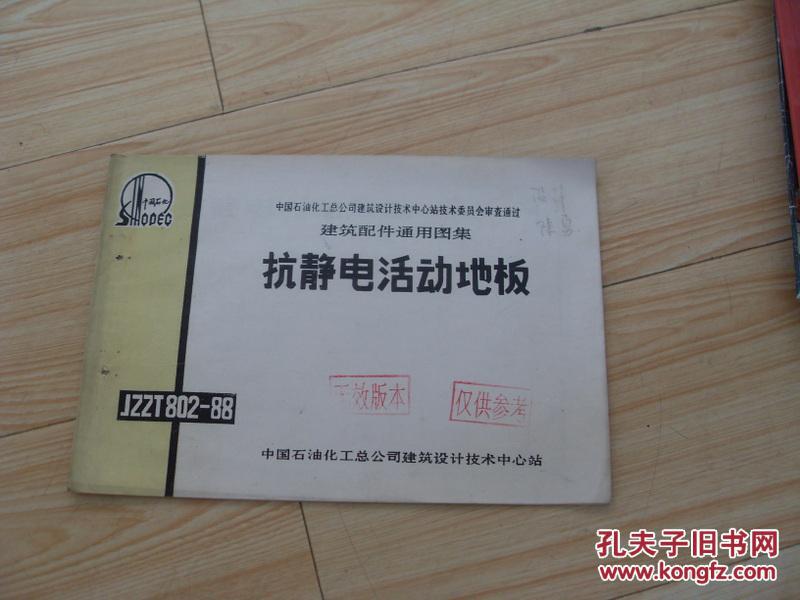 中国石化
SINOPEC
中国石油化工总公司建筑设计技术中心站技术委员会审查通过
建筑配件通用图集
抗静电活动地板
效版本
仅供参考
JZZT802-88
中国石油化工总公司建筑设计技术中心站
孔夫子旧书网
www.kongfz.com